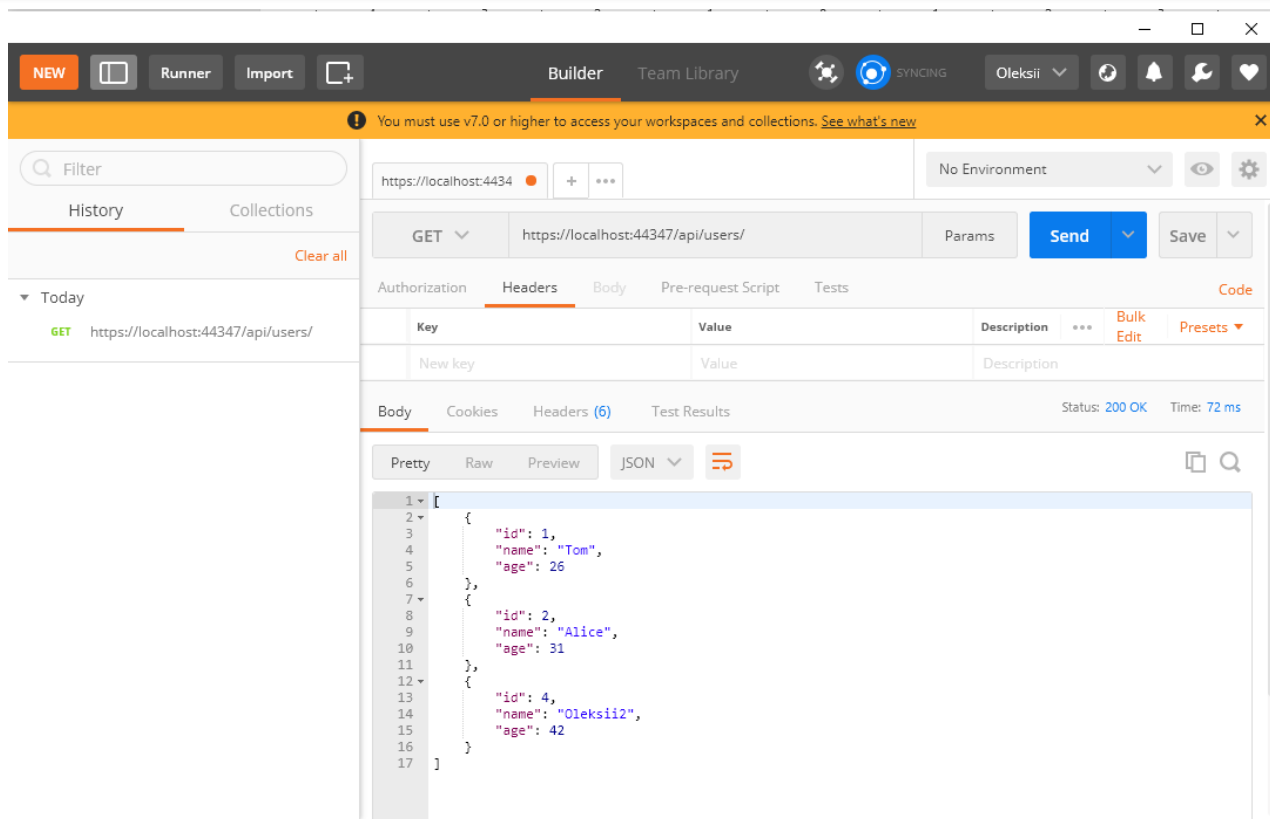 NEW Runner Import Builder Team Library SYNCING Oleksii
You must use v7.0 or higher to access your workspaces and collections. See what's new
Filter
History Collections
Clear all
Today
GET https://localhost:44347/api/users/
https://localhost:4434 + •••
No Environment
GET https://localhost:44347/api/users/ Params Send Save
Authorization Headers Body Pre-request Script Tests Code
Key Value Description ••• Bulk Edit Presets
New key Value Description
Body Cookies Headers (6) Test Results Status: 200 OK Time: 72 ms
Pretty Raw Preview JSON
1 [
2 {
3 "id": 1,
4 "name": "Tom",
5 "age": 26
6 },
7 {
8 "id": 2,
9 "name": "Alice",
10 "age": 31
11 },
12 {
13 "id": 4,
14 "name": "Oleksii2",
15 "age": 42
16 }
17 ]